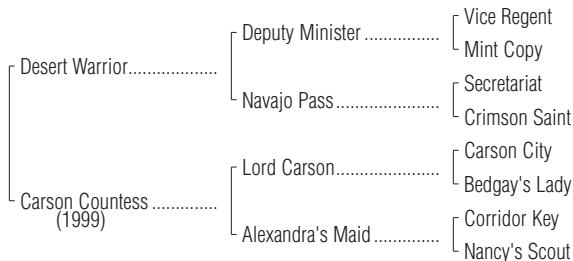 Vice Regent
Deputy Minister ................
Mint Copy
Desert Warrior...................
Secretariat
Navajo Pass ......................
Crimson Saint
Carson City
Lord Carson......................
Bedgay's Lady
Carson Countess ..............
(1999)
Corridor Key
Alexandra's Maid ..............
Nancy's Scout